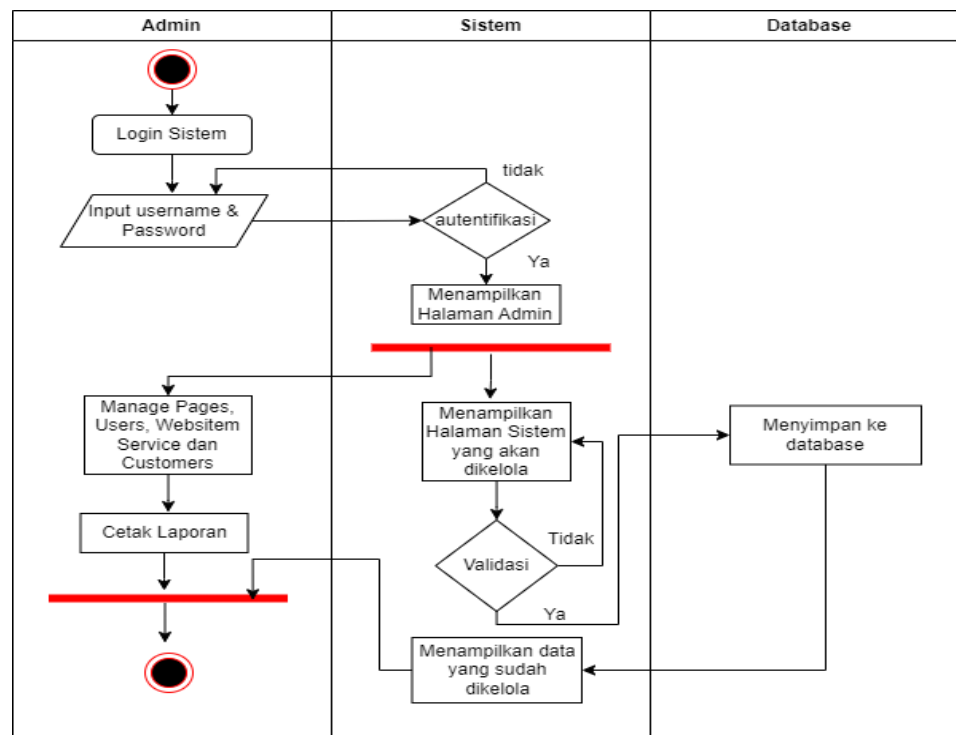 Admin
Sistem
Database
Login Sistem
tidak
Input username &
Password
autentifikasi
Ya
Menampilkan
Halaman Admin
Manage Pages,
Users, Websitem
Service dan
Customers
Menampilkan
Halaman Sistem
yang akan
dikelola
Menyimpan ke
database
Cetak Laporan
Tidak
Validasi
Ya
Menampilkan data
yang sudah
dikelola